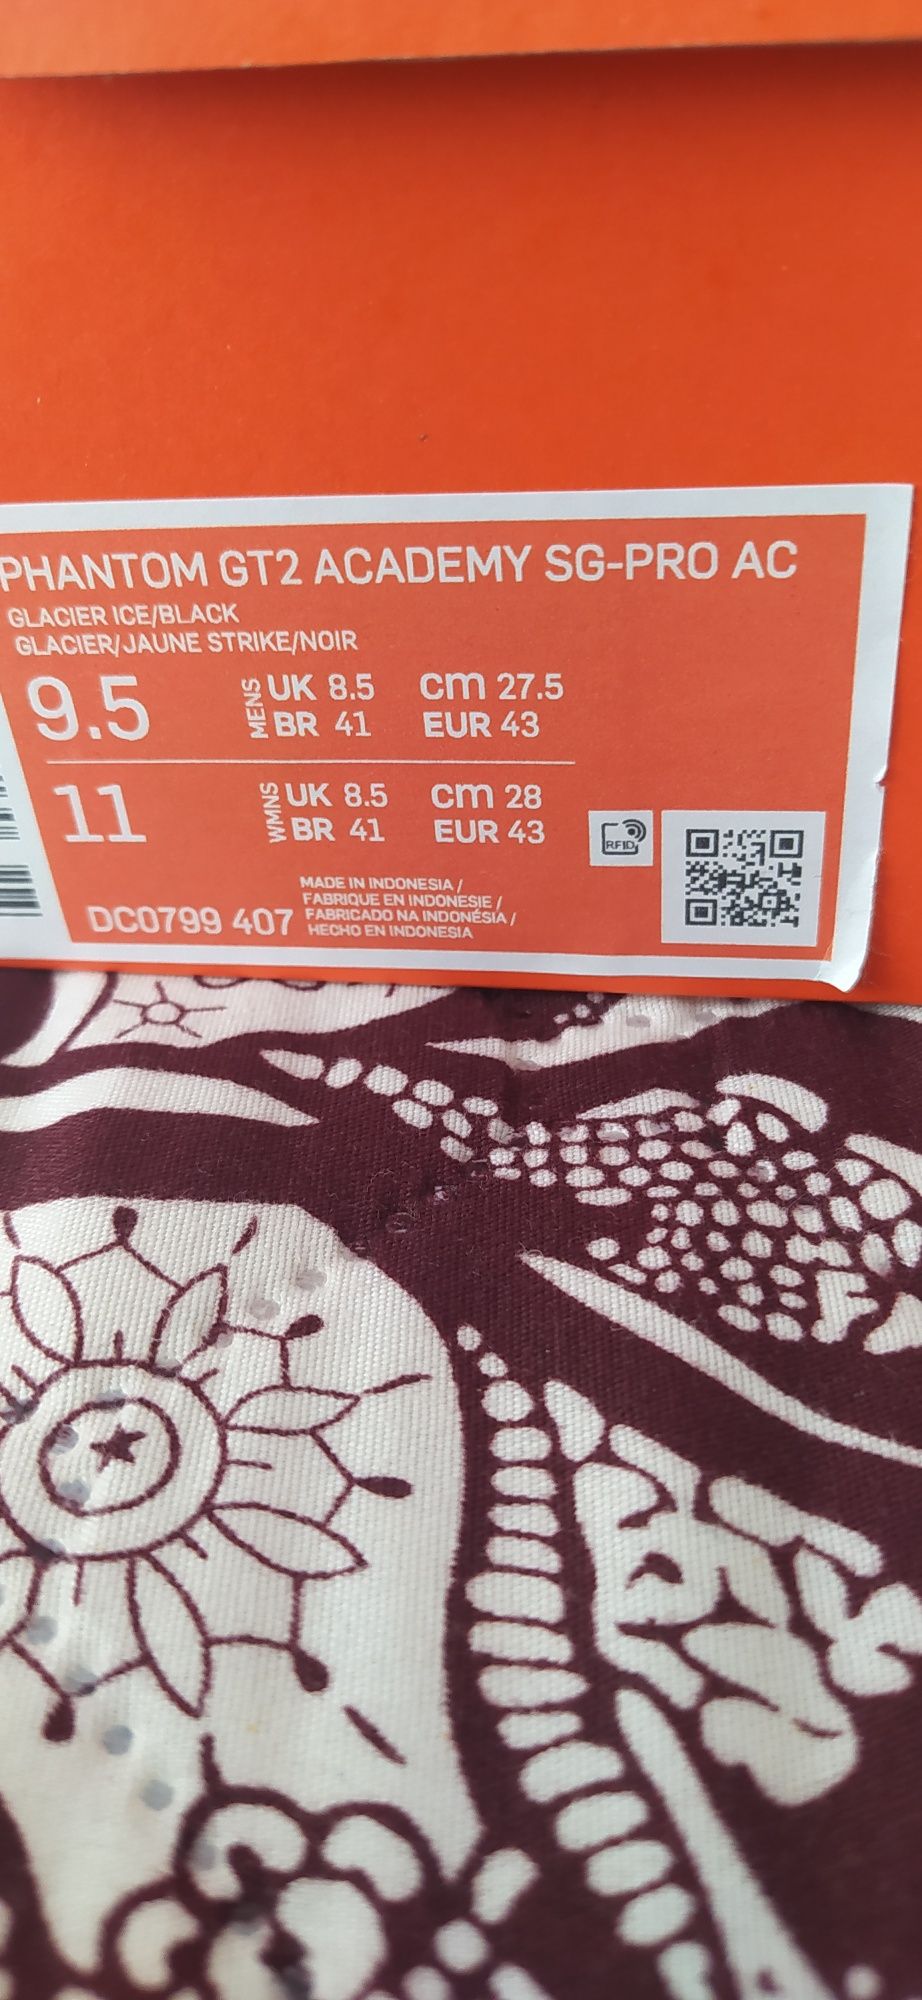 PHANTOM GT2 ACADEMY SG-PRO AC
GLACIER ICE/BLACK
GLACIER/JAUNE STRIKE/NOIR
9.5 MENS UK 8.5 cm 27.5
BR 41 EUR 43
11 WMNS UK 8.5 cm 28
BR 41 EUR 43
RFID
DC0799 407
MADE IN INDONESIA /
FABRIQUE EN INDONESIE /
FABRICADO NA INDONÉSIA /
HECHO EN INDONESIA